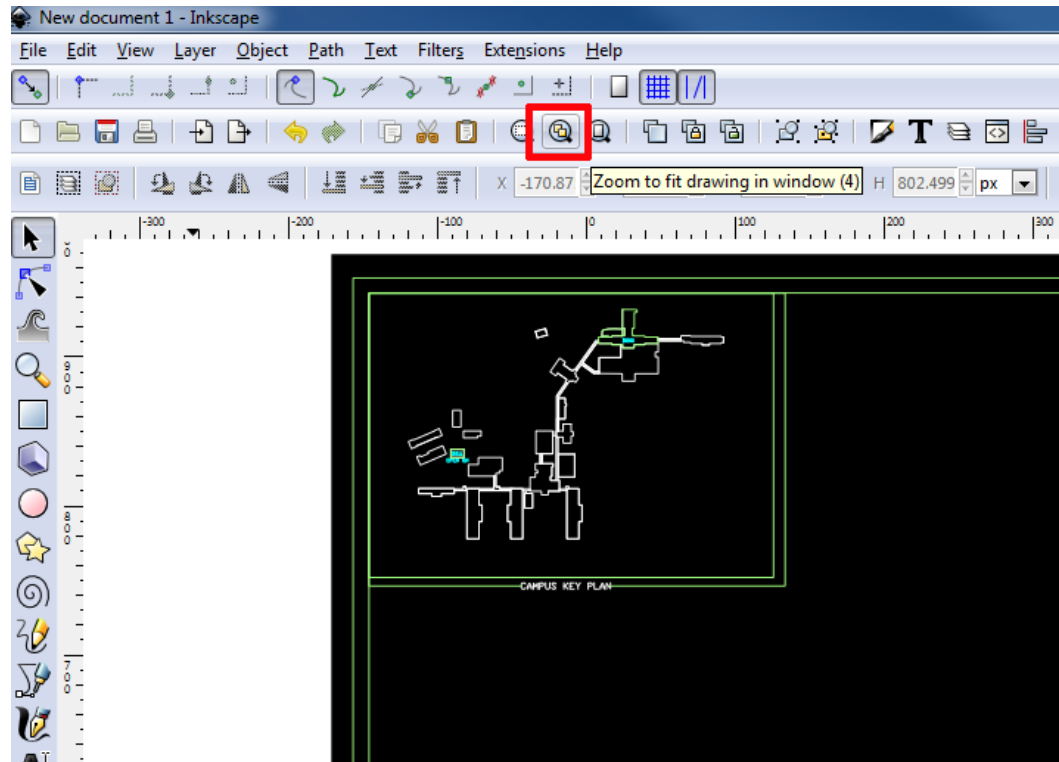 New document 1 - Inkscape
File Edit View Layer Object Path Text Filters Extensions Help
X -170.87 Zoom to fit drawing in window (4) H 802.499 px
-300 -200 -100 0 100 200 300
900
800
700
CAMPUS KEY PLAN